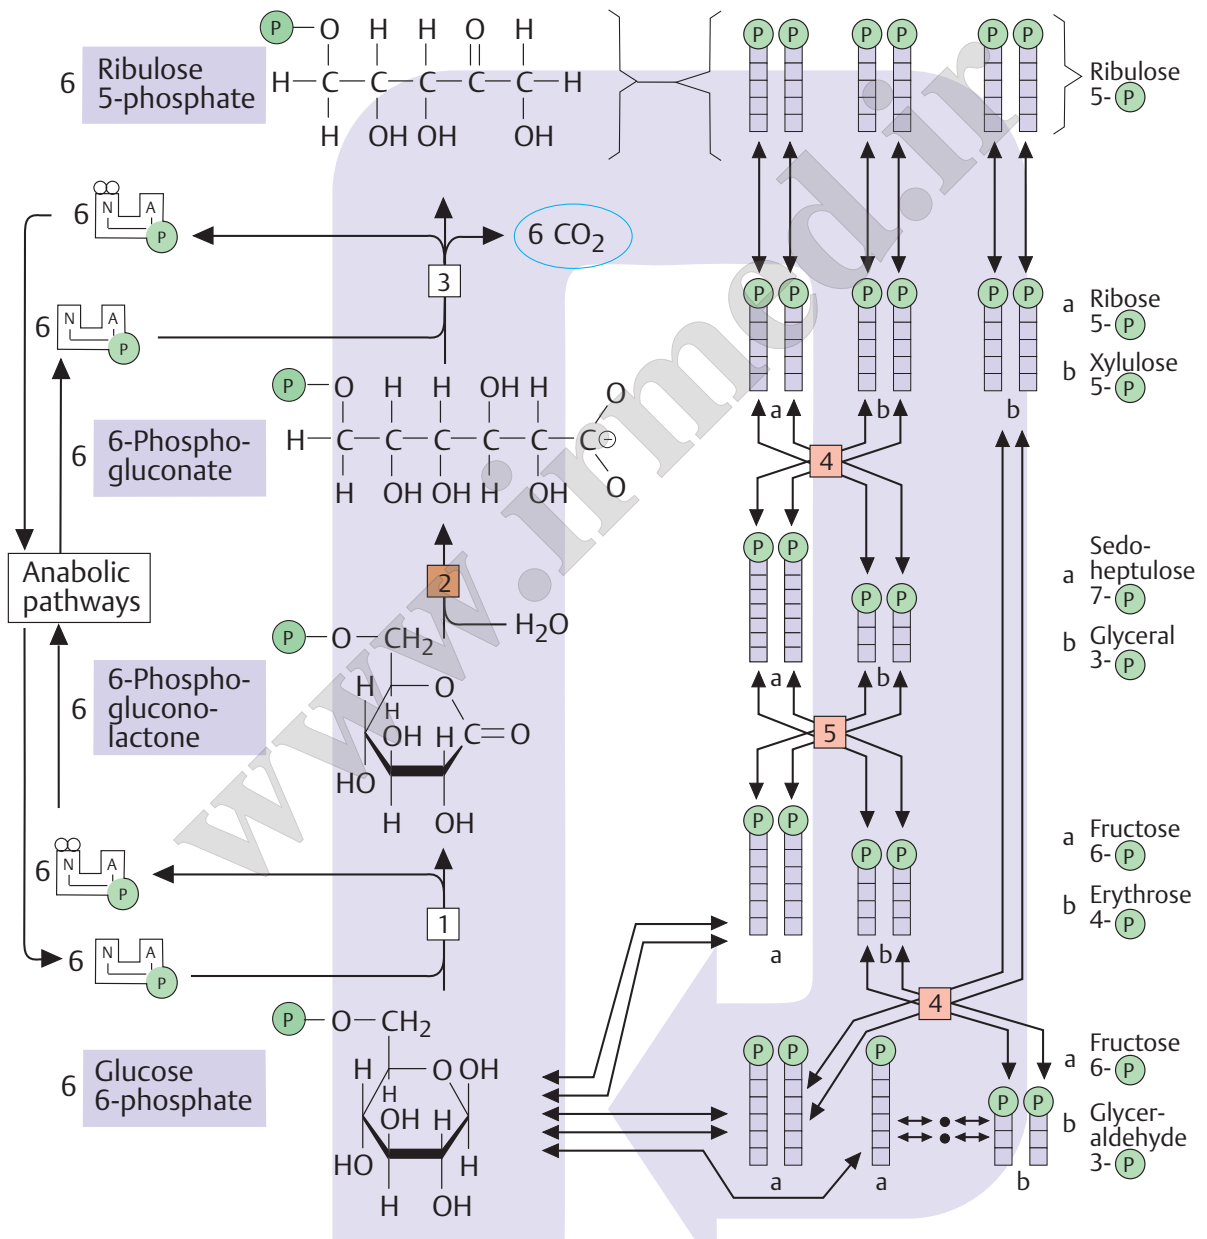 6 Ribulose
5-phosphate
P O H H O H
H C C C C C H
H OH OH OH
P P P P P P
Ribulose
5- P
6 N A P
6 CO2
3
6 N A P
P P P P P P
a Ribose
5- P
b Xylulose
5- P
a b b
6 6-Phospho-
gluconate
P O H H OH H O
H C C C C C C −
H OH OH H OH O
4
Anabolic
pathways
2
H2O
P P P P
a Sedo-
heptulose
7- P
b Glyceral
3- P
a b
6 6-Phospho-
glucono-
lactone
P O CH2
H O
H
OH H C O
HO
H OH
5
6 N A P
1
6 N A P
P P P P
a Fructose
6- P
b Erythrose
4- P
a b
4
6 Glucose
6-phosphate
P O CH2
H O OH
H
OH H
HO H
H OH
P P P P P
a Fructose
6- P
b Glycer-
aldehyde
3- P
a a b
www.irmed.ir